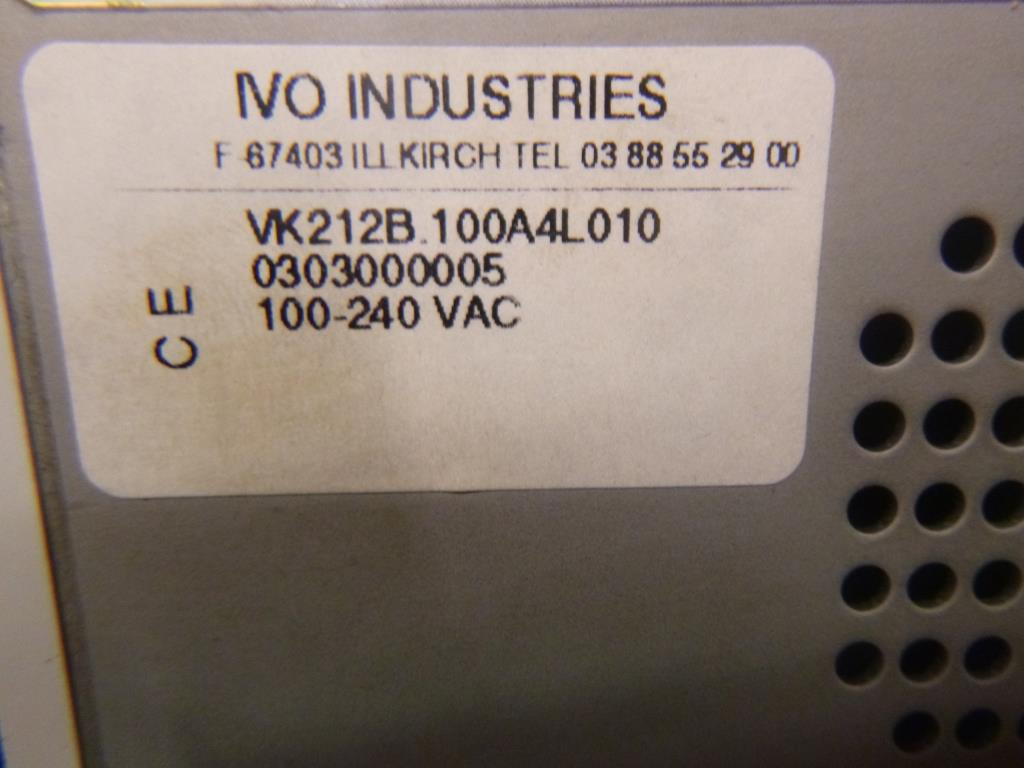 IVO INDUSTRIES
F-67403 ILLKIRCH TEL 03 88 55 29 00
VK212B.100A4L010
0303000005
100-240 VAC
CE